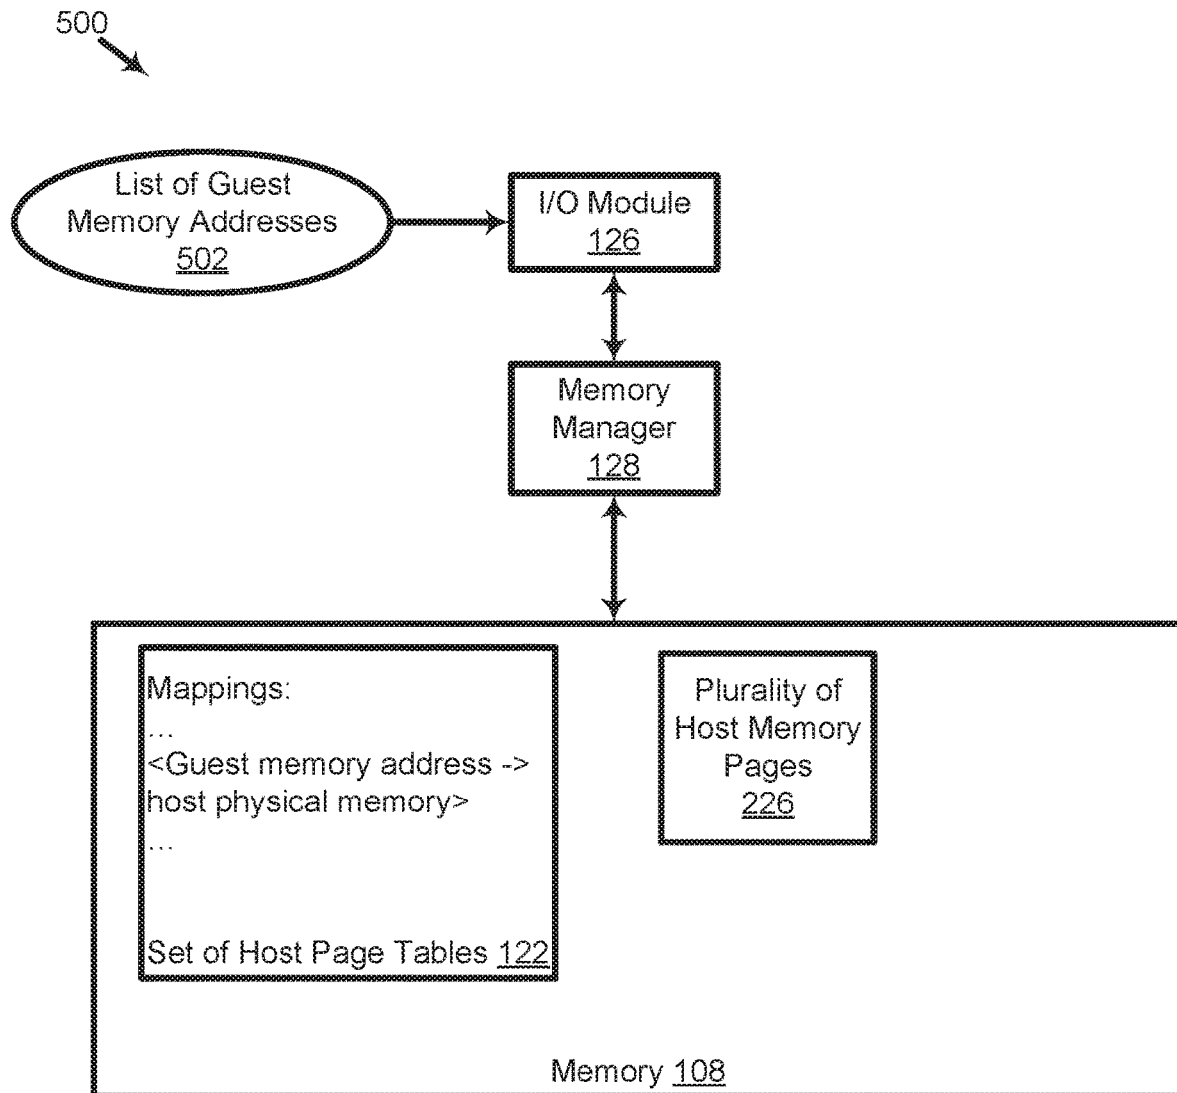 500
List of Guest
Memory Addresses
502
I/O Module
126
Memory
Manager
128
Mappings:
...
<Guest memory address ->
host physical memory>
...
Set of Host Page Tables 122
Plurality of
Host Memory
Pages
226
Memory 108